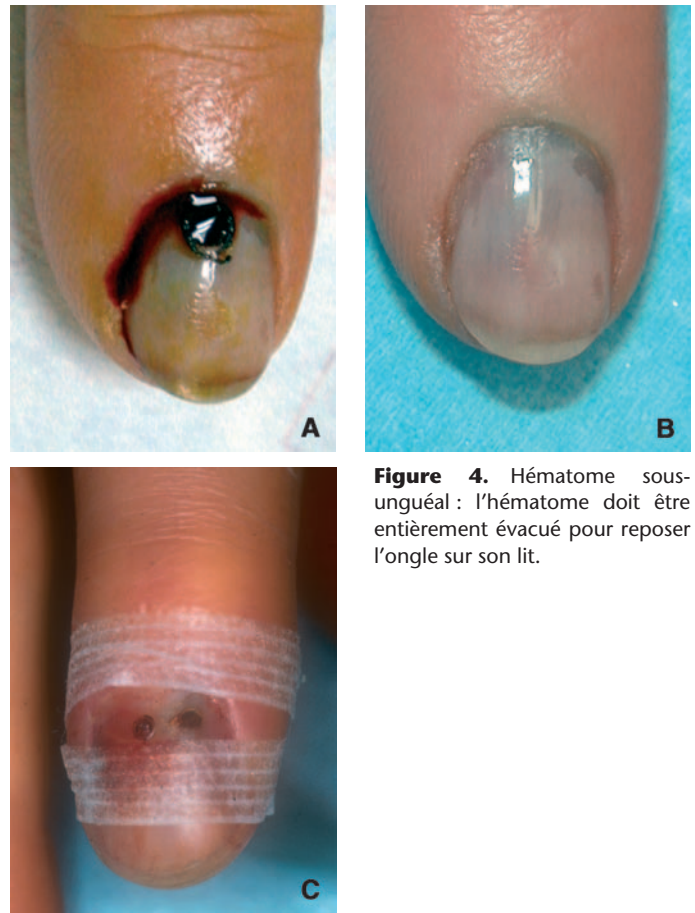 A
B
Figure 4. Hématome sous-
unguéal : l'hématome doit être
entièrement évacué pour reposer
l'ongle sur son lit.
C